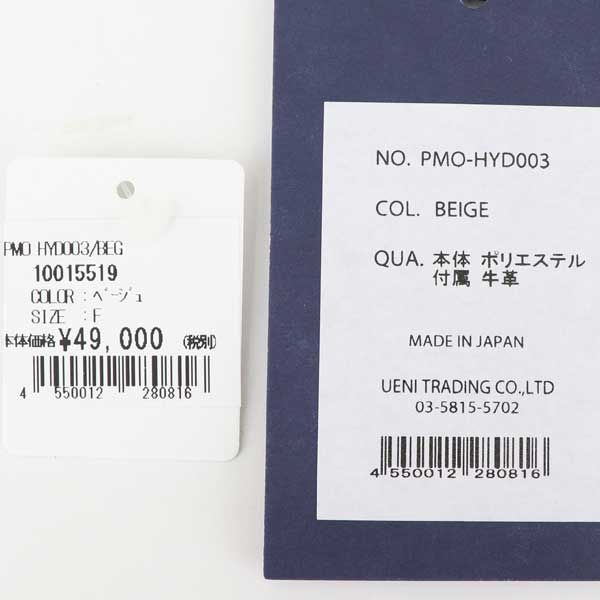 PMO HYD003/BEG
10015519
COLOR : ﾍﾞｰｼﾞｭ
SIZE : F
本体価格 ¥49,000 (税別)
4 550012 280816
NO. PMO-HYD003
COL. BEIGE
QUA. 本体 ポリエステル
付属 牛革
MADE IN JAPAN
UENI TRADING CO.,LTD
03-5815-5702
4 550012 280816